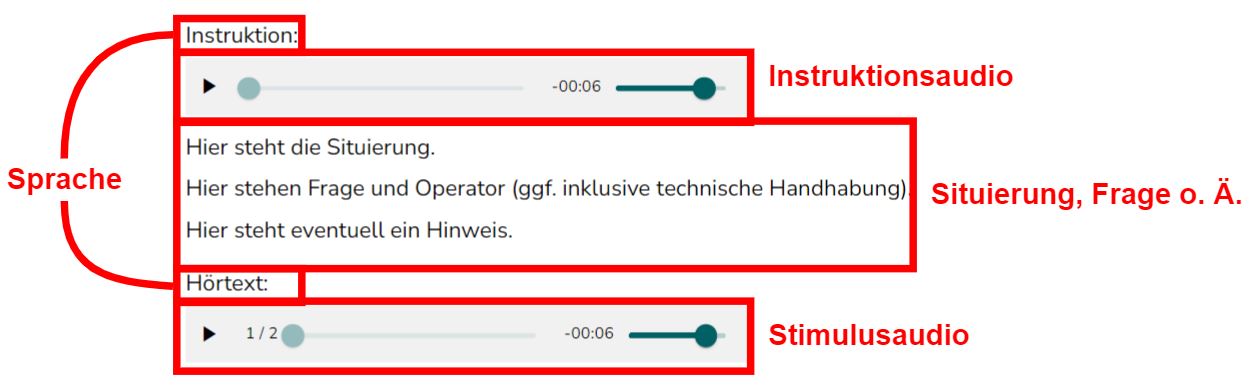 Instruktion:
-00:06
Instruktionsaudio
Hier steht die Situierung.
Hier stehen Frage und Operator (ggf. inklusive technische Handhabung).
Hier steht eventuell ein Hinweis.
Sprache
Situierung, Frage o. Ä.
Hörtext:
1 / 2
-00:06
Stimulusaudio